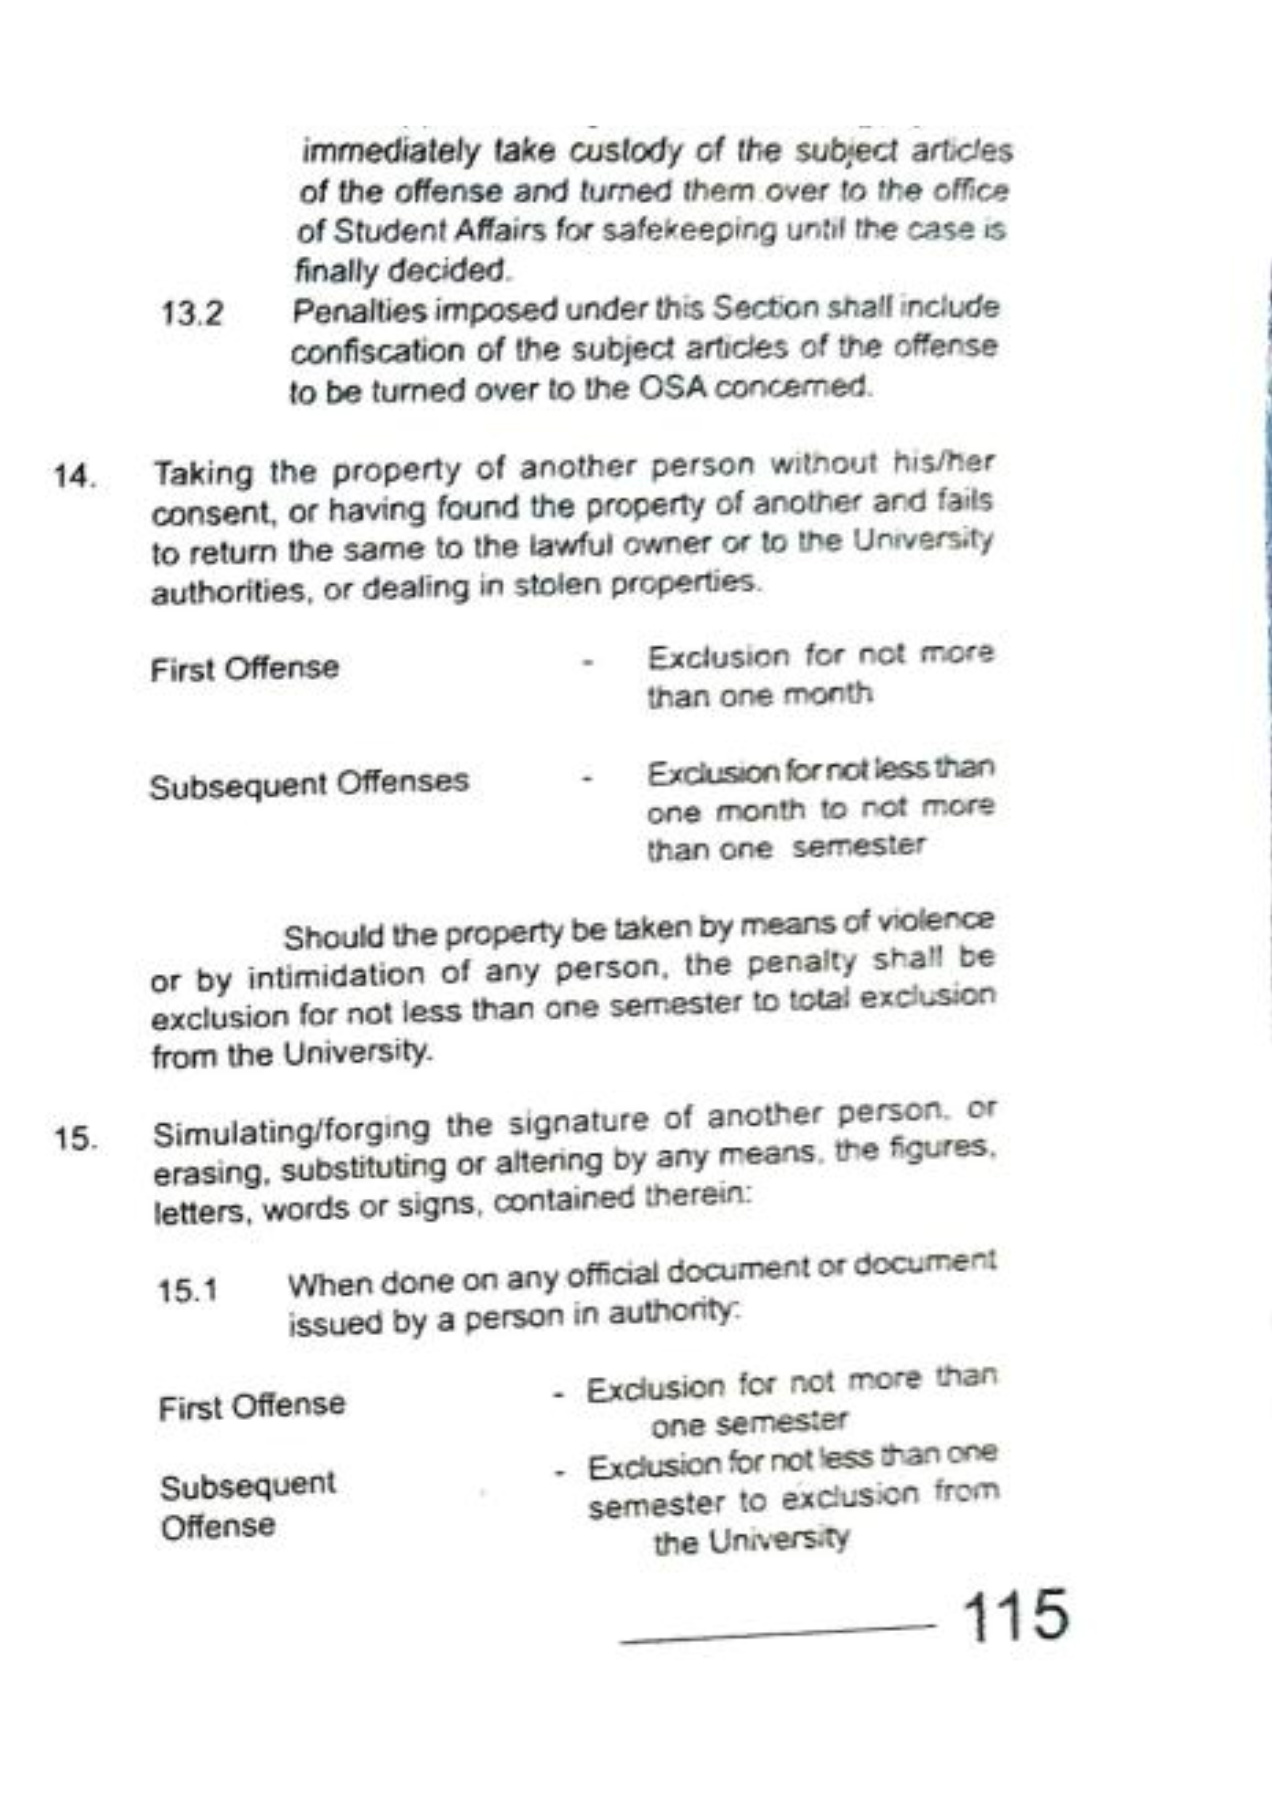 immediately take custody of the subject articles
of the offense and turned them over to the office
of Student Affairs for safekeeping until the case is
finally decided.
13.2 Penalties imposed under this Section shall include
confiscation of the subject articles of the offense
to be turned over to the OSA concerned.
14. Taking the property of another person without his/her
consent, or having found the property of another and fails
to return the same to the lawful owner or to the University
authorities, or dealing in stolen properties.
First Offense - Exclusion for not more
than one month
Subsequent Offenses - Exclusion for not less than
one month to not more
than one semester
Should the property be taken by means of violence
or by intimidation of any person, the penalty shall be
exclusion for not less than one semester to total exclusion
from the University.
15. Simulating/forging the signature of another person, or
erasing, substituting or altering by any means, the figures,
letters, words or signs, contained therein:
15.1 When done on any official document or document
issued by a person in authority:
First Offense - Exclusion for not more than
one semester
Subsequent - Exclusion for not less than one
Offense semester to exclusion from
the University
115